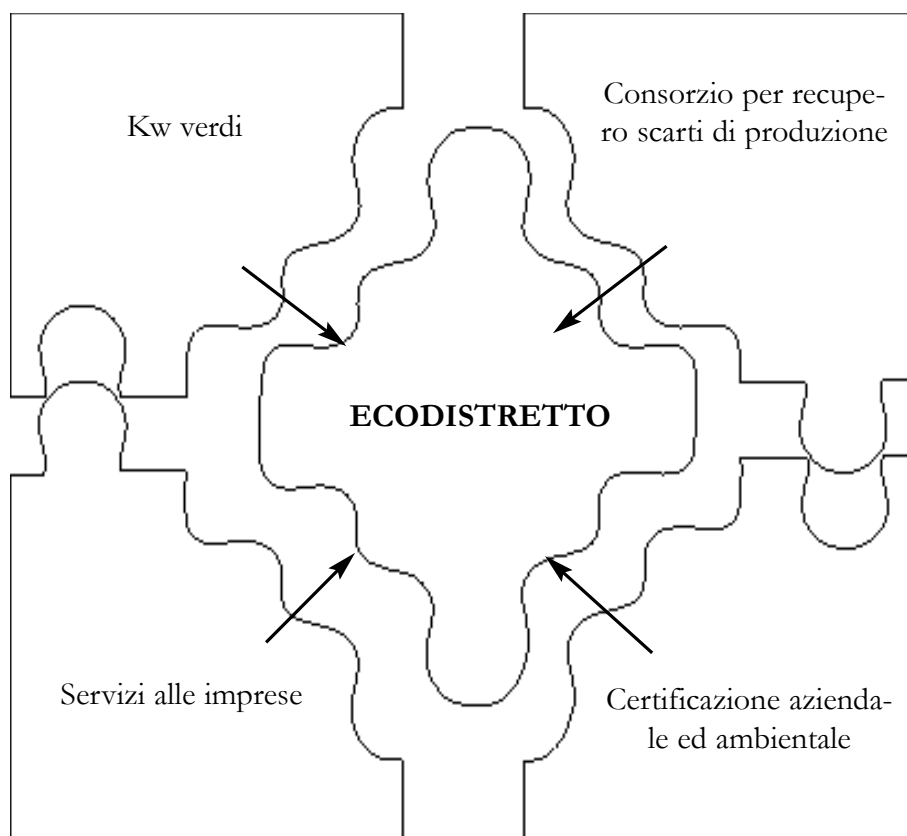 Kw verdi
Consorzio per recupe-
ro scarti di produzione
ECODISTRETTO
Servizi alle imprese
Certificazione azienda-
le ed ambientale